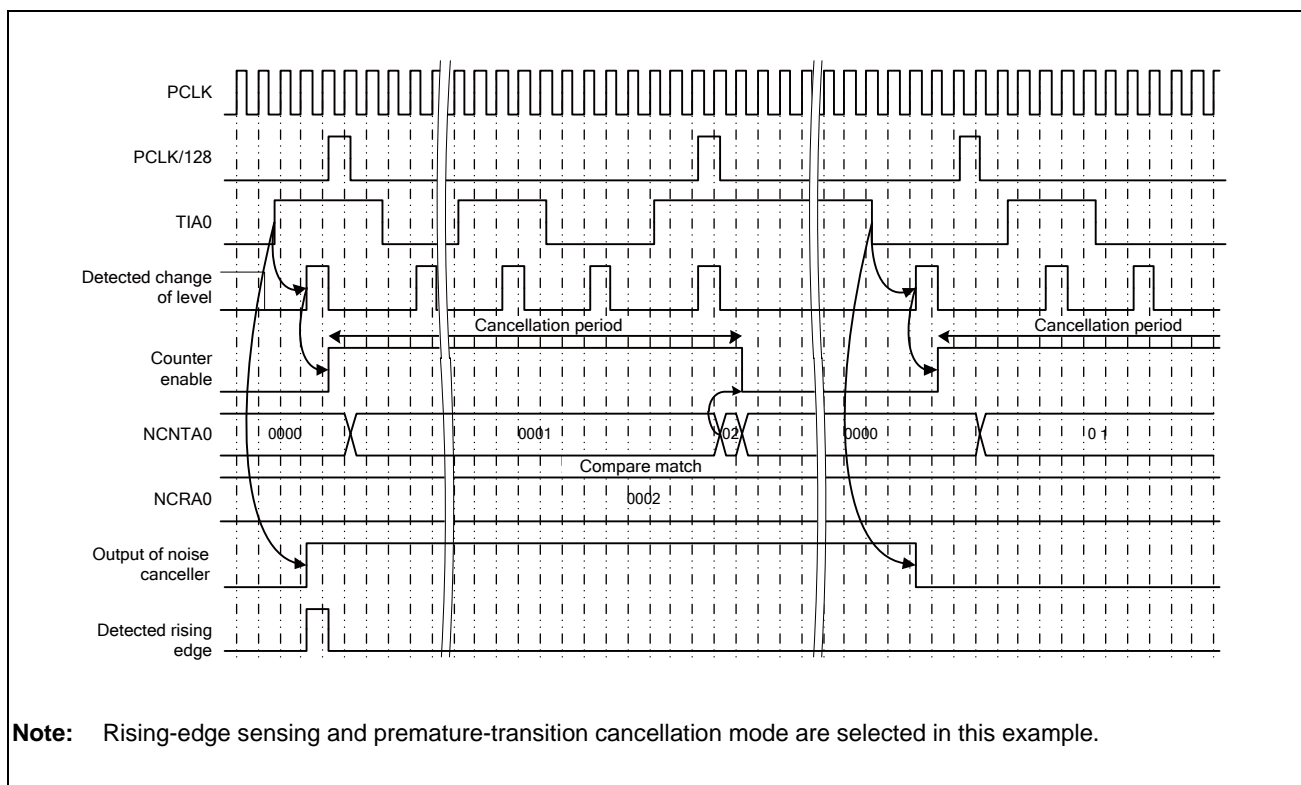 PCLK
PCLK/128
TIA0
Detected change
of level
Cancellation period
Cancellation period
Counter
enable
NCNTA0
0000
0001
02
0000
0 1
Compare match
NCRA0
0002
Output of noise
canceller
Detected rising
edge
Note: Rising-edge sensing and premature-transition cancellation mode are selected in this example.